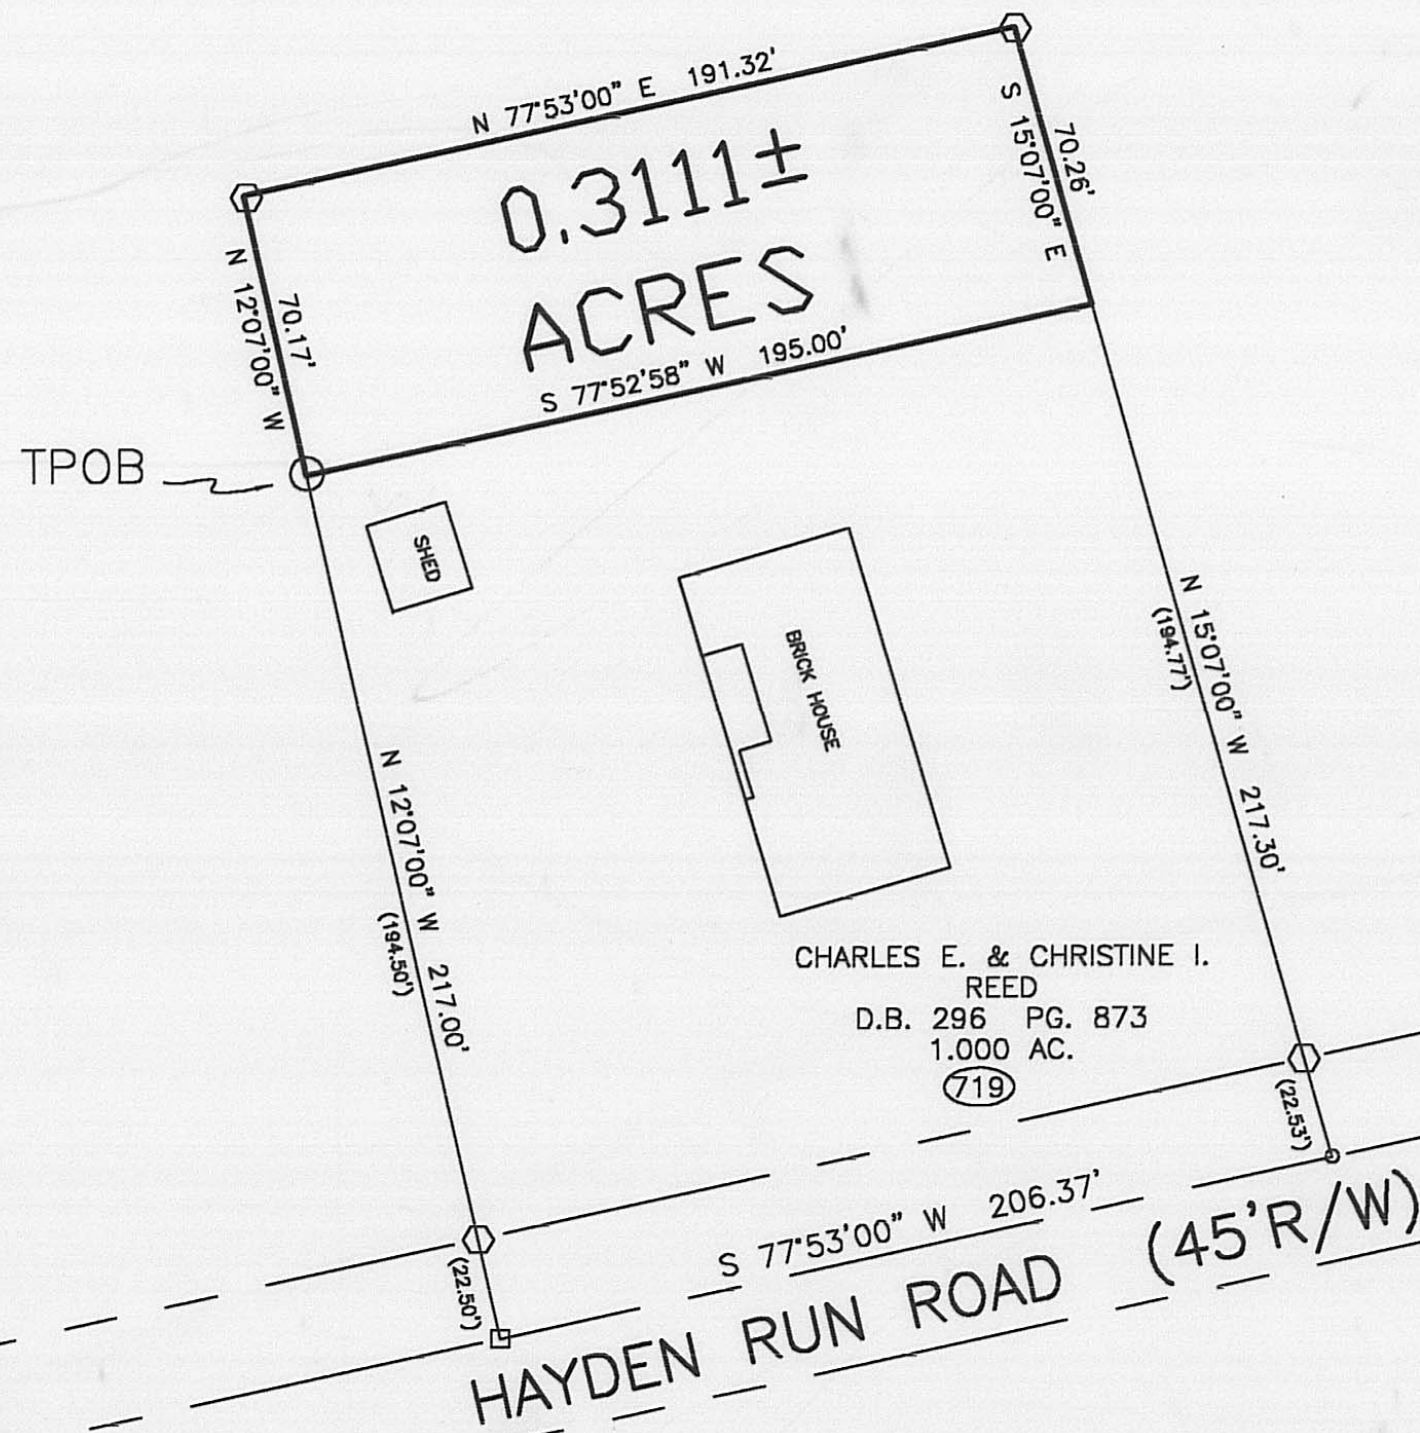 N 77°53'00" E 191.32'
S 15°07'00" E
70.26'
0.3111±
ACRES
N 12°07'00" W
70.17'
S 77°52'58" W 195.00'
TPOB
SHED
BRICK HOUSE
N 15°07'00" W 217.30'
(194.77')
N 12°07'00" W 217.00'
(194.50')
CHARLES E. & CHRISTINE I.
REED
D.B. 296 PG. 873
1.000 AC.
719
(22.53')
(22.50')
S 77°53'00" W 206.37'
HAYDEN RUN ROAD (45'R/W)